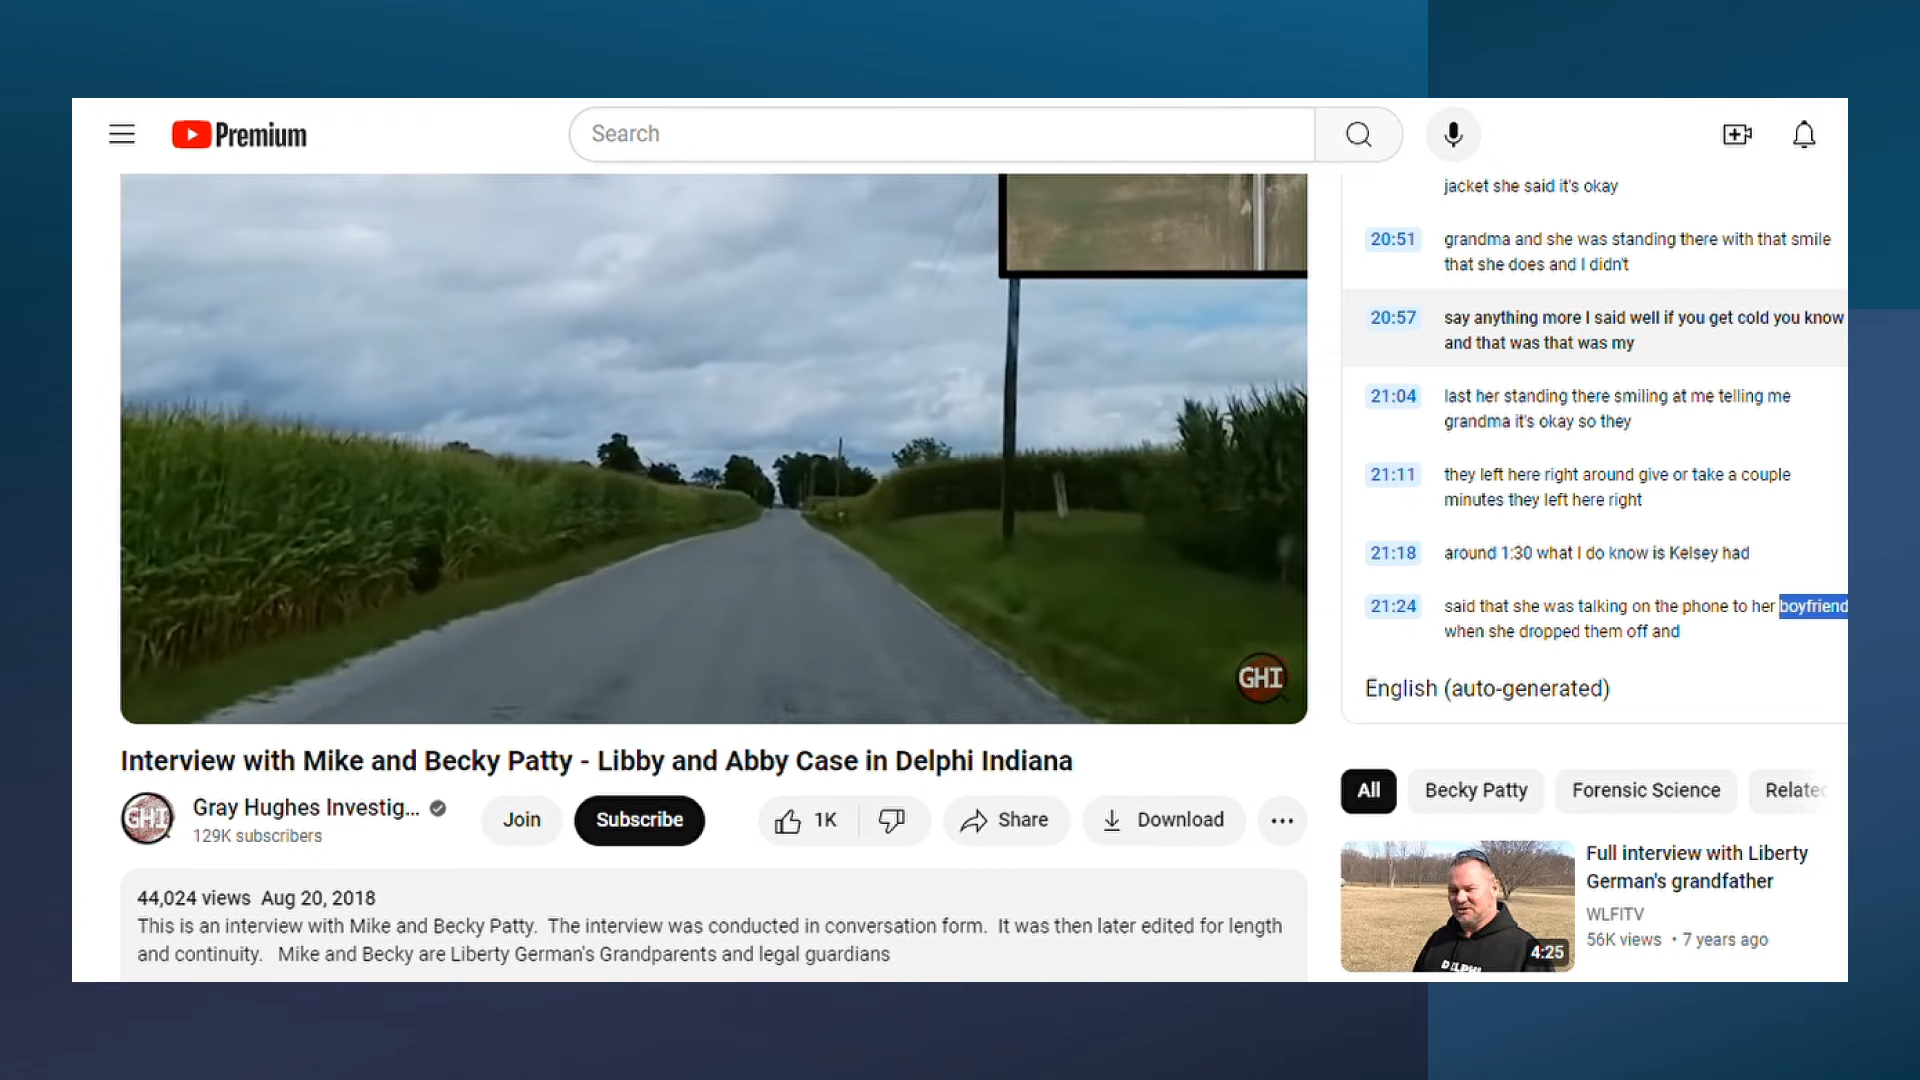 Premium
Search
jacket she said it's okay
20:51 grandma and she was standing there with that smile
that she does and I didn't
20:57 say anything more I said well if you get cold you know
and that was that was my
21:04 last her standing there smiling at me telling me
grandma it's okay so they
21:11 they left here right around give or take a couple
minutes they left here right
21:18 around 1:30 what I do know is Kelsey had
21:24 said that she was talking on the phone to her boyfriend
when she dropped them off and
English (auto-generated)
GHI
Interview with Mike and Becky Patty - Libby and Abby Case in Delphi Indiana
GHI
Gray Hughes Investig...
129K subscribers
Join
Subscribe
1K
Share
Download
44,024 views Aug 20, 2018
This is an interview with Mike and Becky Patty. The interview was conducted in conversation form. It was then later edited for length
and continuity. Mike and Becky are Liberty German's Grandparents and legal guardians
All
Becky Patty
Forensic Science
Related
Full interview with Liberty
German's grandfather
WLFITV
56K views • 7 years ago
4:25
DELPHI